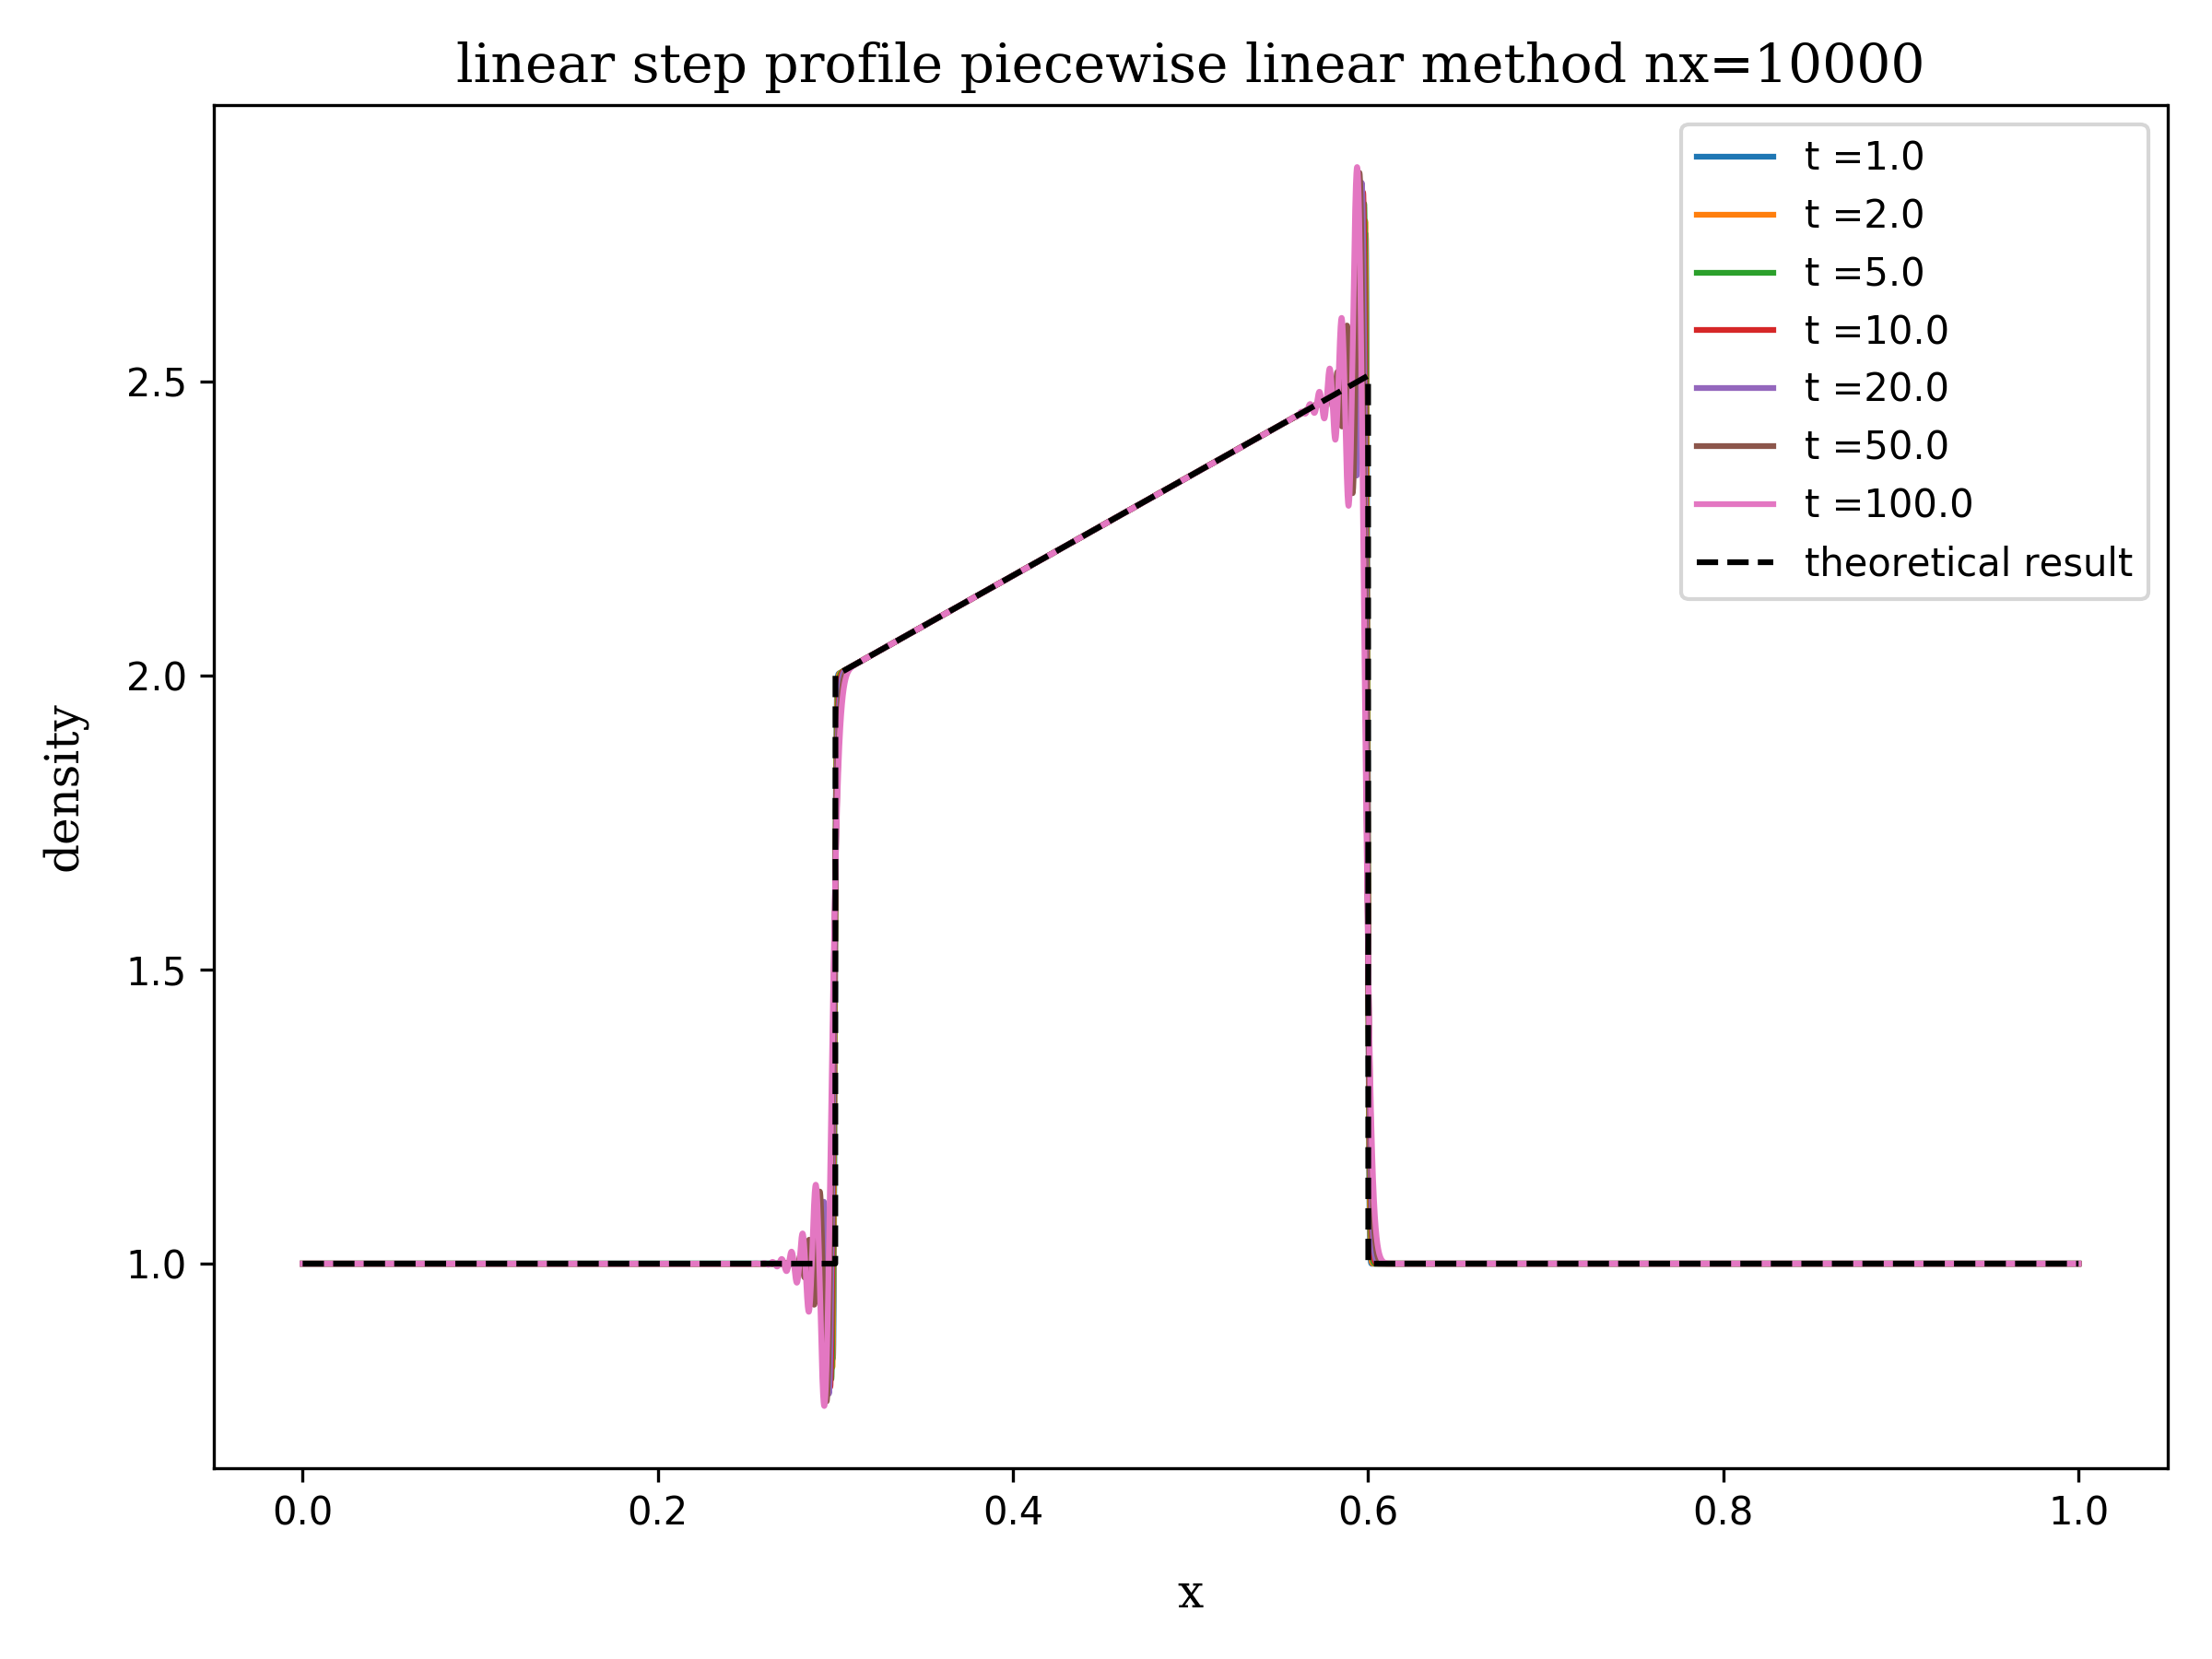 linear step profile piecewise linear method nx=10000
t =1.0
t =2.0
t =5.0
t =10.0
t =20.0
t =50.0
t =100.0
theoretical result
density
2.5
2.0
1.5
1.0
0.0 0.2 0.4 0.6 0.8 1.0
x